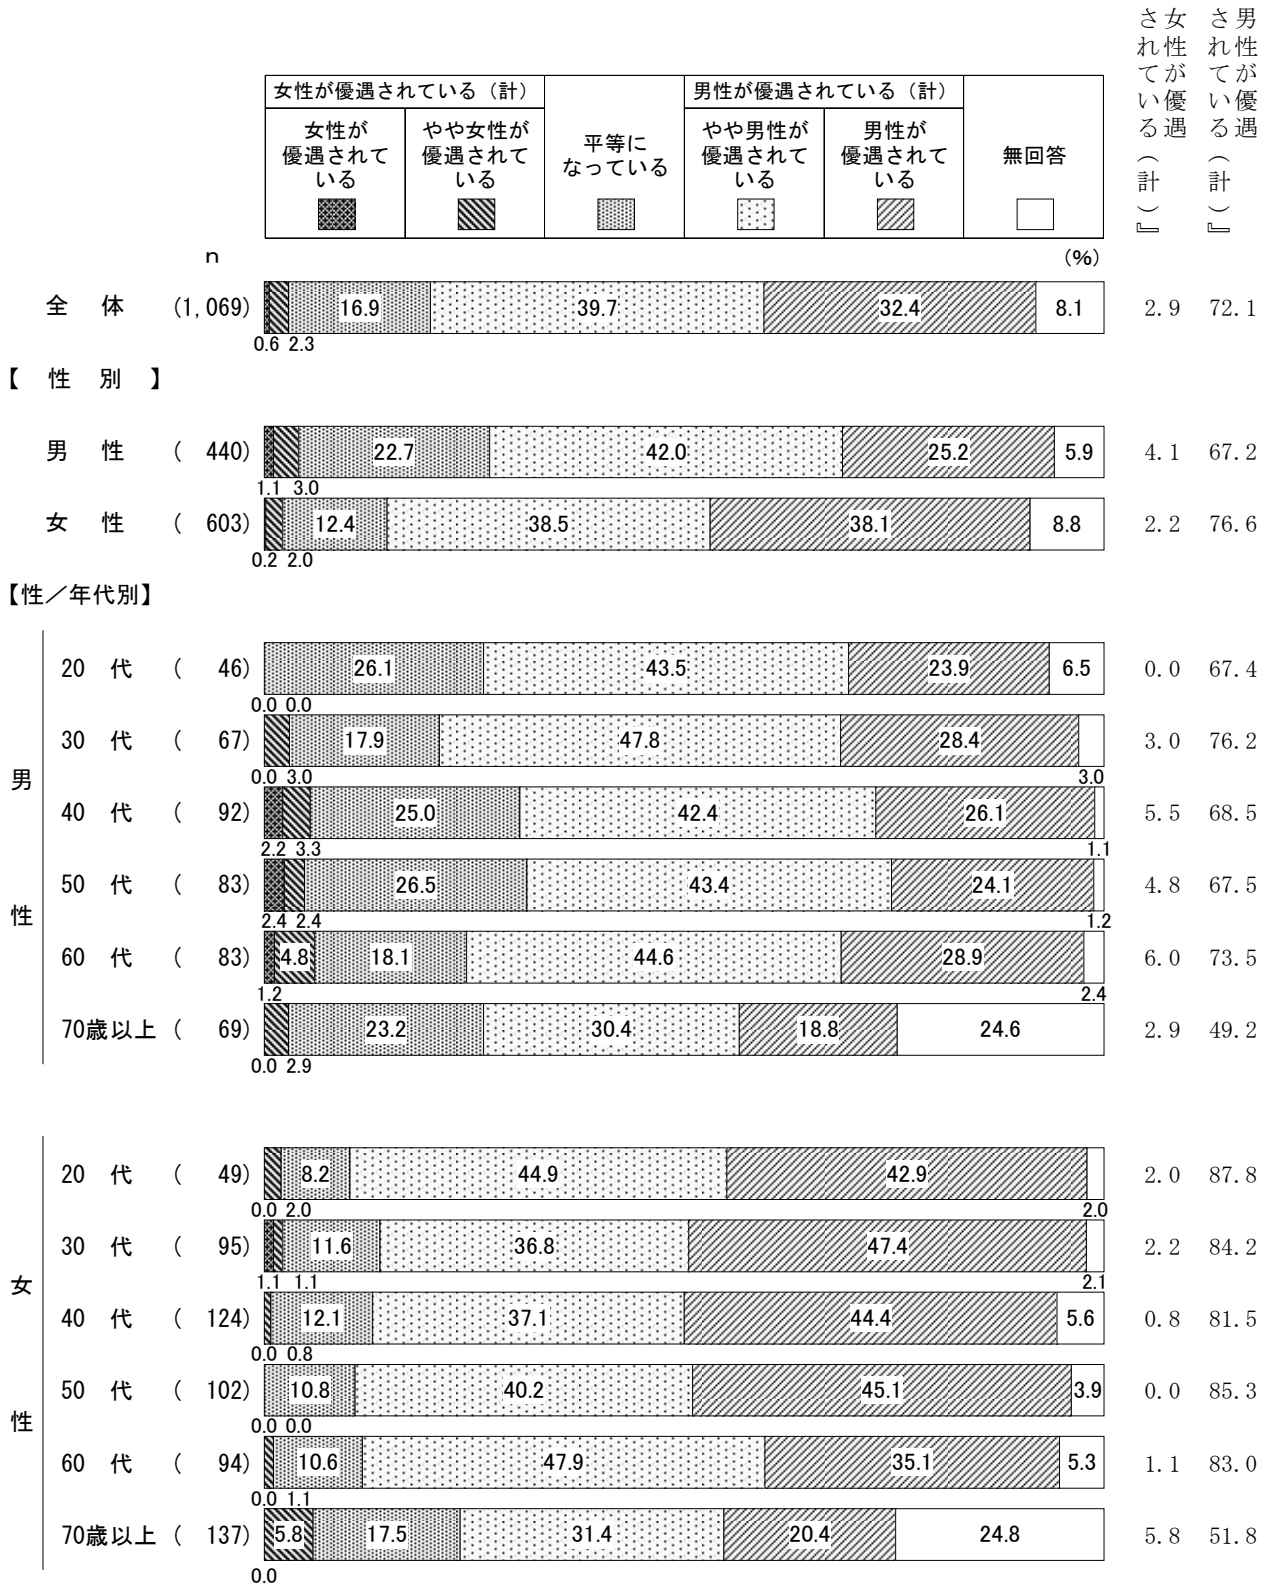 女性が優遇
されている（計）』
男性が優遇
されている（計）』
女性が優遇されている（計）
男性が優遇されている（計）
女性が
優遇されて
いる
やや女性が
優遇されて
いる
平等に
なっている
やや男性が
優遇されて
いる
男性が
優遇されて
いる
無回答
n
(%)
全 体 (1,069) 16.9 39.7 32.4 8.1 2.9 72.1
0.6 2.3
【 性 別 】
男 性 ( 440) 22.7 42.0 25.2 5.9 4.1 67.2
1.1 3.0
女 性 ( 603) 12.4 38.5 38.1 8.8 2.2 76.6
0.2 2.0
【性／年代別】
男性
20 代 ( 46) 26.1 43.5 23.9 6.5 0.0 67.4
0.0 0.0
30 代 ( 67) 17.9 47.8 28.4 3.0 76.2
0.0 3.0 3.0
40 代 ( 92) 25.0 42.4 26.1 5.5 68.5
2.2 3.3 1.1
50 代 ( 83) 26.5 43.4 24.1 4.8 67.5
2.4 2.4 1.2
60 代 ( 83) 4.8 18.1 44.6 28.9 6.0 73.5
1.2 2.4
70歳以上 ( 69) 23.2 30.4 18.8 24.6 2.9 49.2
0.0 2.9
女性
20 代 ( 49) 8.2 44.9 42.9 2.0 87.8
0.0 2.0 2.0
30 代 ( 95) 11.6 36.8 47.4 2.2 84.2
1.1 1.1 2.1
40 代 ( 124) 12.1 37.1 44.4 5.6 0.8 81.5
0.0 0.8
50 代 ( 102) 10.8 40.2 45.1 3.9 0.0 85.3
0.0 0.0
60 代 ( 94) 10.6 47.9 35.1 5.3 1.1 83.0
0.0 1.1
70歳以上 ( 137) 5.8 17.5 31.4 20.4 24.8 5.8 51.8
0.0